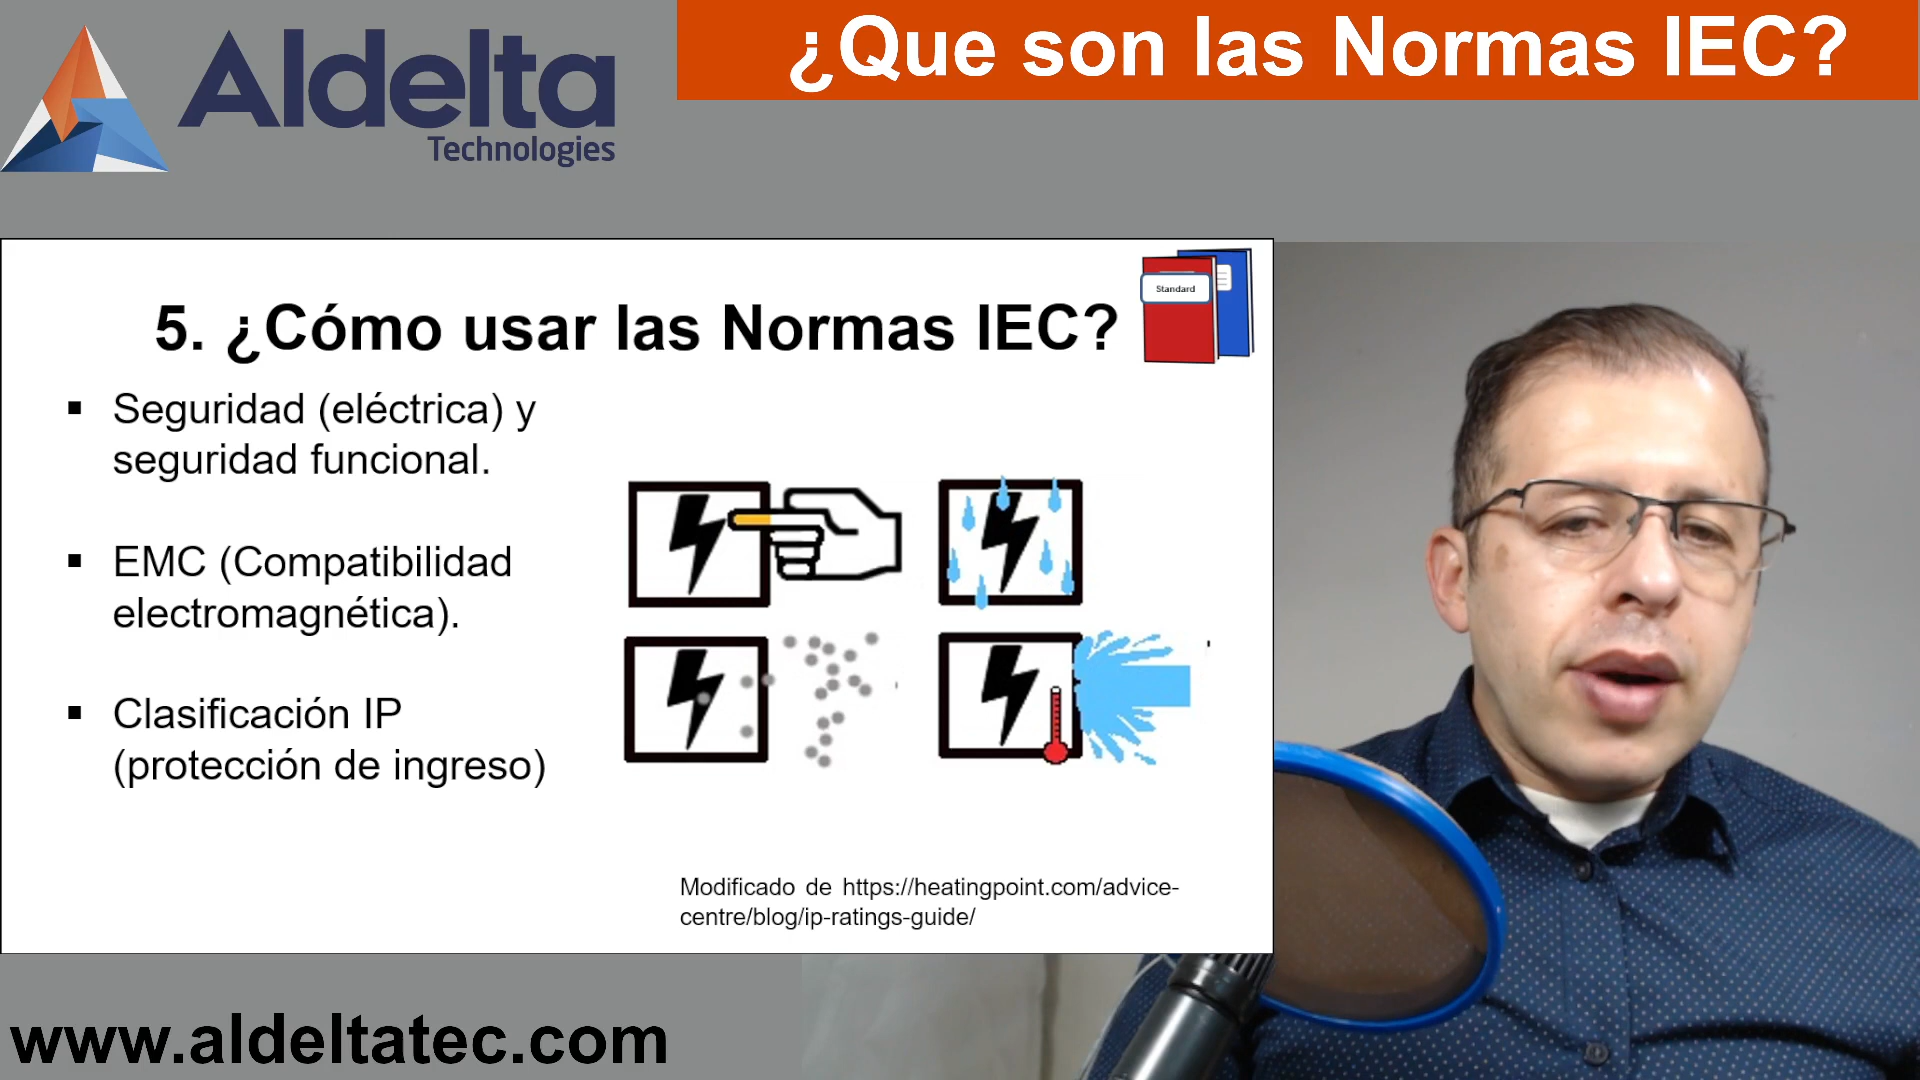 Aldelta
Technologies
¿Que son las Normas IEC?
Standard
5. ¿Cómo usar las Normas IEC?
▪ Seguridad (eléctrica) y
seguridad funcional.
▪ EMC (Compatibilidad
electromagnética).
▪ Clasificación IP
(protección de ingreso)
Modificado de https://heatingpoint.com/advice-
centre/blog/ip-ratings-guide/
www.aldeltatec.com